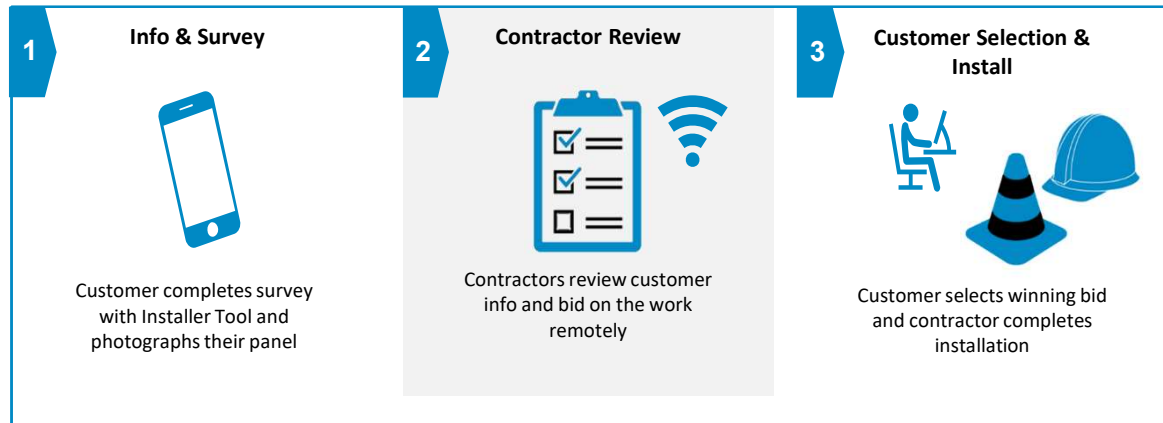 1
Info & Survey
Customer completes survey
with Installer Tool and
photographs their panel
2
Contractor Review
Contractors review customer
info and bid on the work
remotely
3
Customer Selection &
Install
Customer selects winning bid
and contractor completes
installation